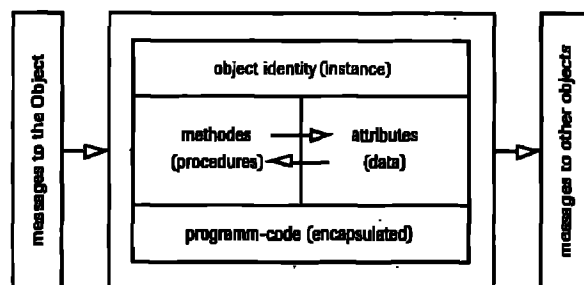 messages to the Object
object identity (instance)
methodes
(procedures)
attributes
(data)
programm-code (encapsulated)
messages to other objects